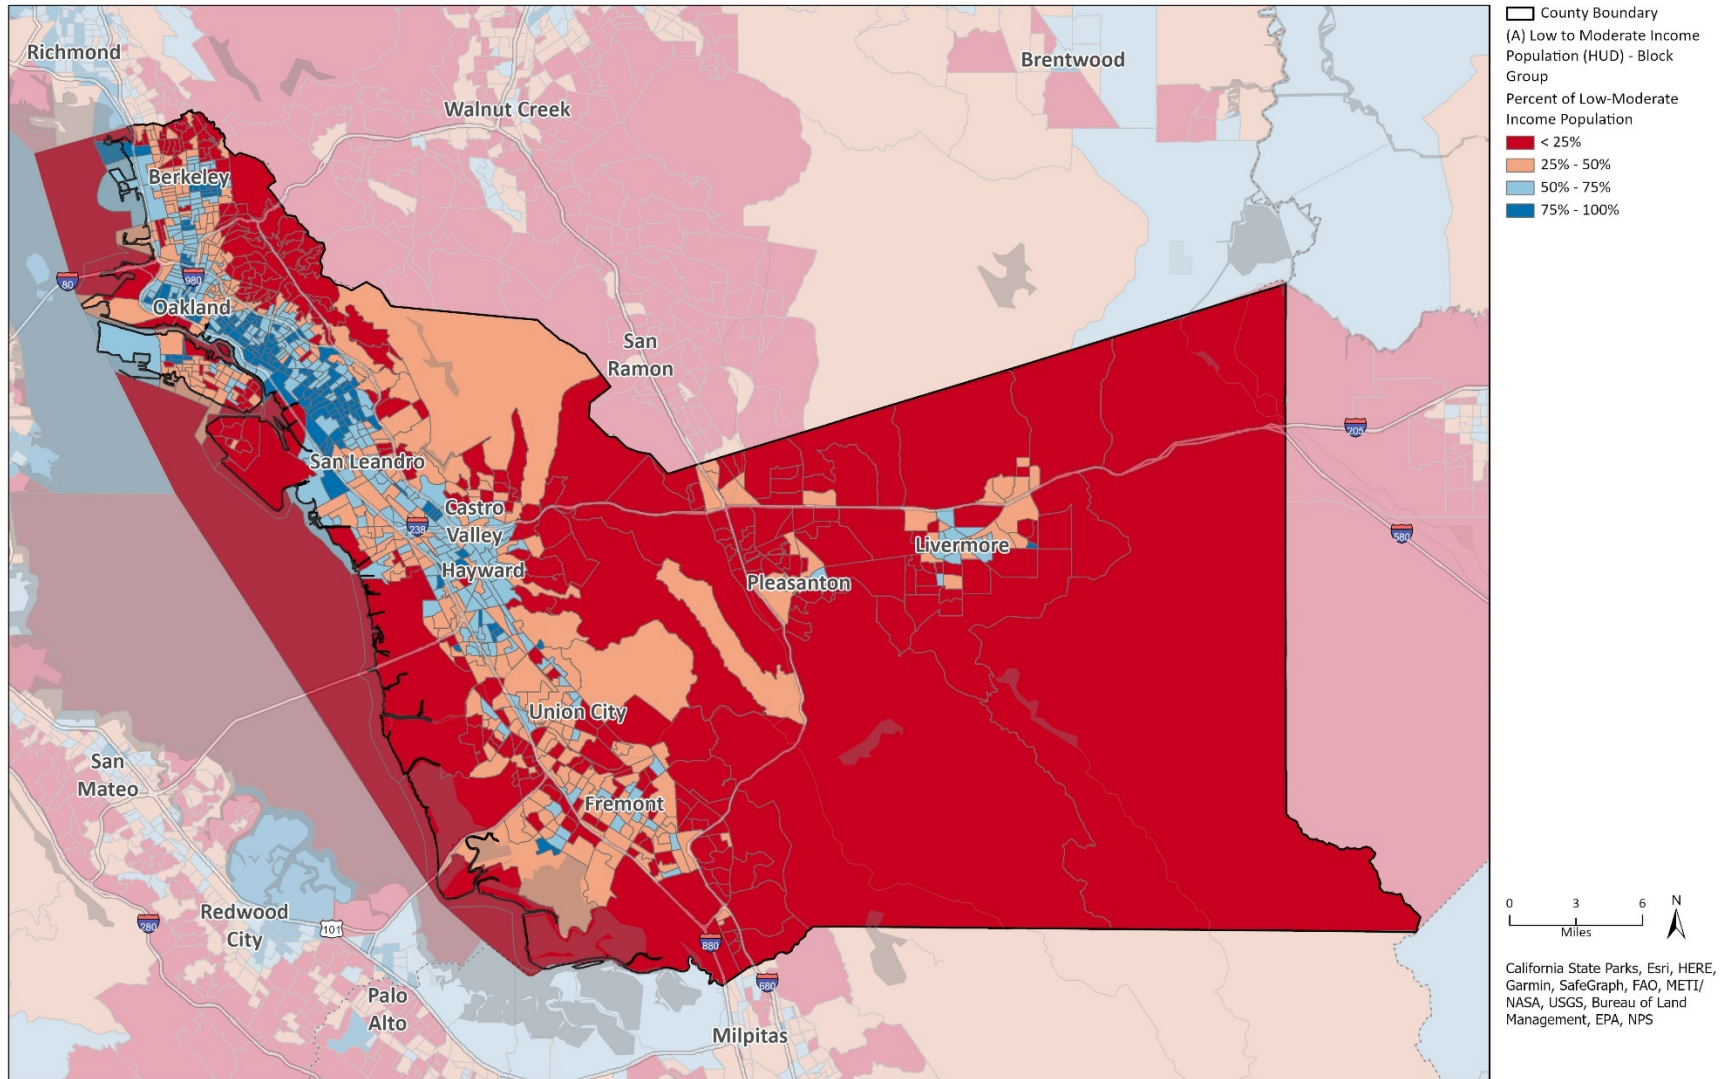 Richmond
Brentwood
Walnut Creek
Berkeley
80
980
Oakland
San
Ramon
205
San Leandro
Castro
Valley
238
Livermore
580
Hayward
Pleasanton
Union City
San
Mateo
Fremont
Redwood
City
280
101
880
680
Palo
Alto
Milpitas
County Boundary
(A) Low to Moderate Income
Population (HUD) - Block
Group
Percent of Low-Moderate
Income Population
< 25%
25% - 50%
50% - 75%
75% - 100%
0 3 6
Miles
N
California State Parks, Esri, HERE,
Garmin, SafeGraph, FAO, METI/
NASA, USGS, Bureau of Land
Management, EPA, NPS